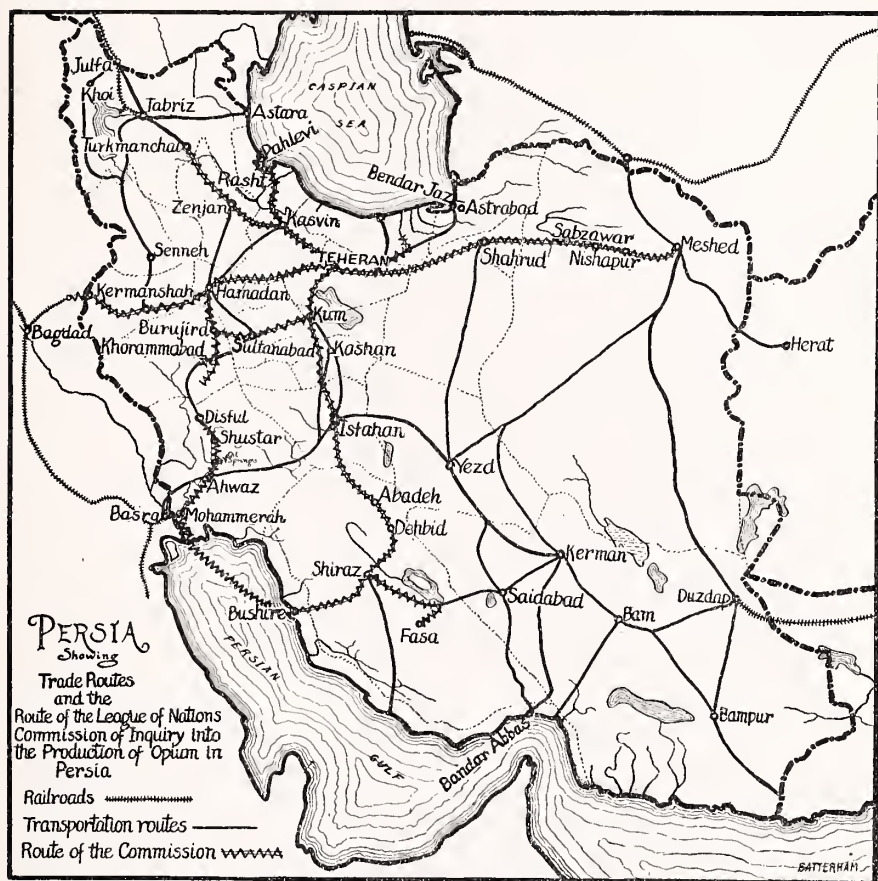 Julfa
Khoi
Tabriz
Astara
CASPIAN
SEA
Turkmanchai
Pahlevi
Rasht
Bendar Jaz
Astrabad
Zenjan
Kasvin
Sabzawar
Meshed
Senneh
TEHERAN
Shahrud
Nishapur
Kermanshah
Hamadan
Kum
Bagdad
Burujird
Khorammabad
Sultanabad
Kashan
Herat
Disful
Shustar
Istahan
Oil
Springs
Yezd
Ahwaz
Abadeh
Basra
Mohammerah
Dehbid
Kerman
Shiraz
Saidabad
Duzdap
Bushire
Bam
Fasa
PERSIAN
GULF
Bampur
Bandar Abbas
PERSIA
Showing
Trade Routes
and the
Route of the League of Nations
Commission of Inquiry into
the Production of Opium in
Persia
Railroads
Transportation routes
Route of the Commission
BATTERHAM